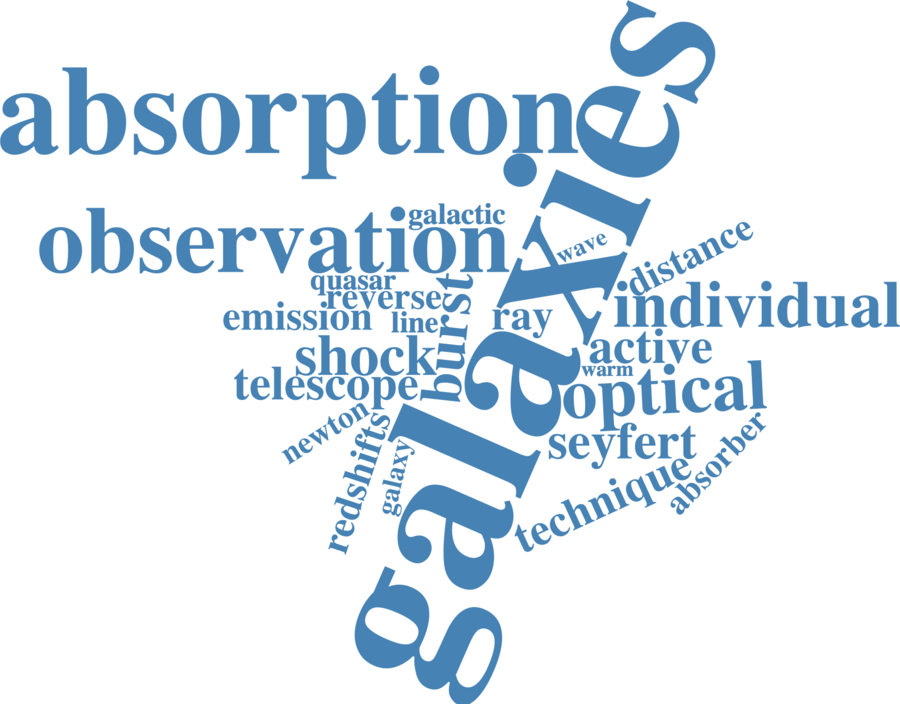 galaxies
absorption
observation
galactic
wave
distance
quasar
reverse
individual
emission
line
burst
ray
shock
active
telescope
warm
optical
newton
redshifts
galaxy
seyfert
technique
absorber